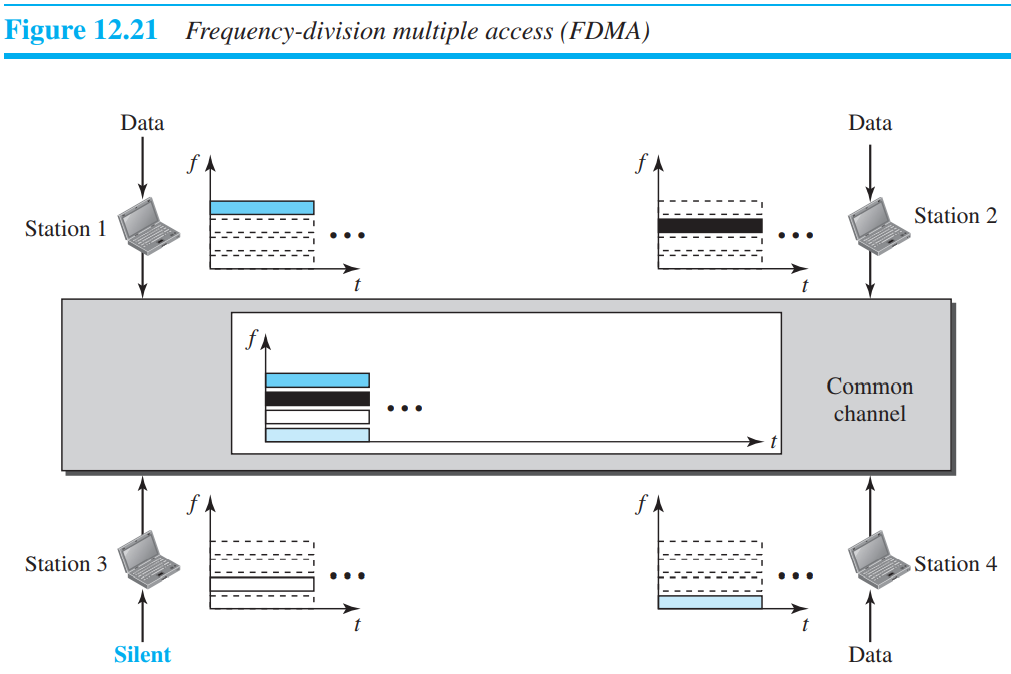 Figure 12.21 Frequency-division multiple access (FDMA)
Data
Data
f
f
Station 1
Station 2
t
t
f
Common
channel
t
f
f
Station 3
Station 4
t
t
Silent
Data